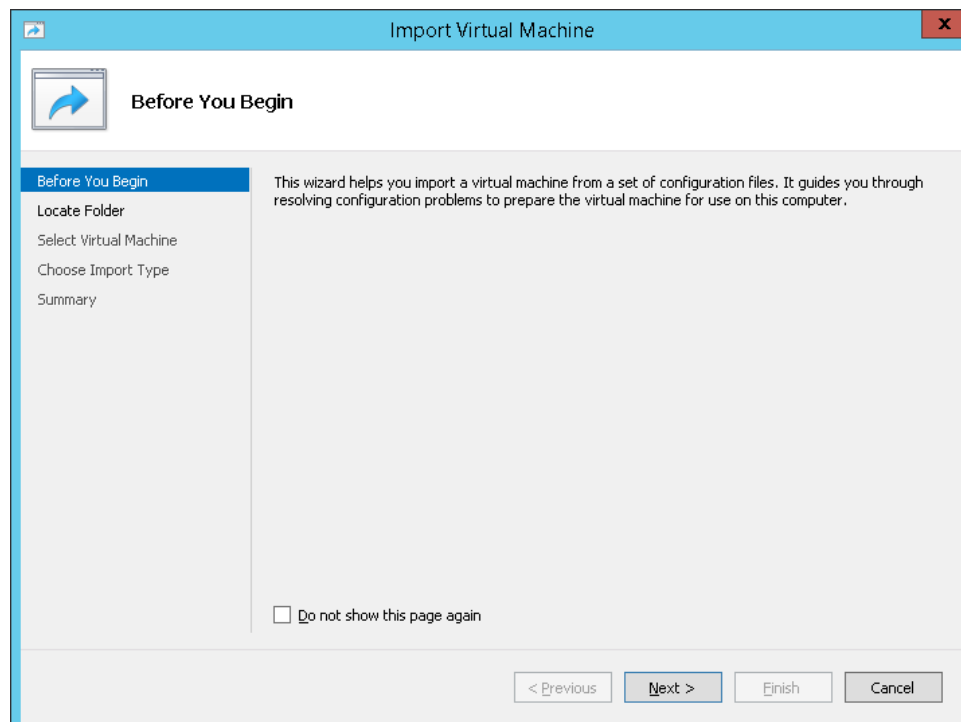 Import Virtual Machine
x
Before You Begin
Before You Begin
Locate Folder
Select Virtual Machine
Choose Import Type
Summary
This wizard helps you import a virtual machine from a set of configuration files. It guides you through
resolving configuration problems to prepare the virtual machine for use on this computer.
Do not show this page again
< Previous
Next >
Finish
Cancel